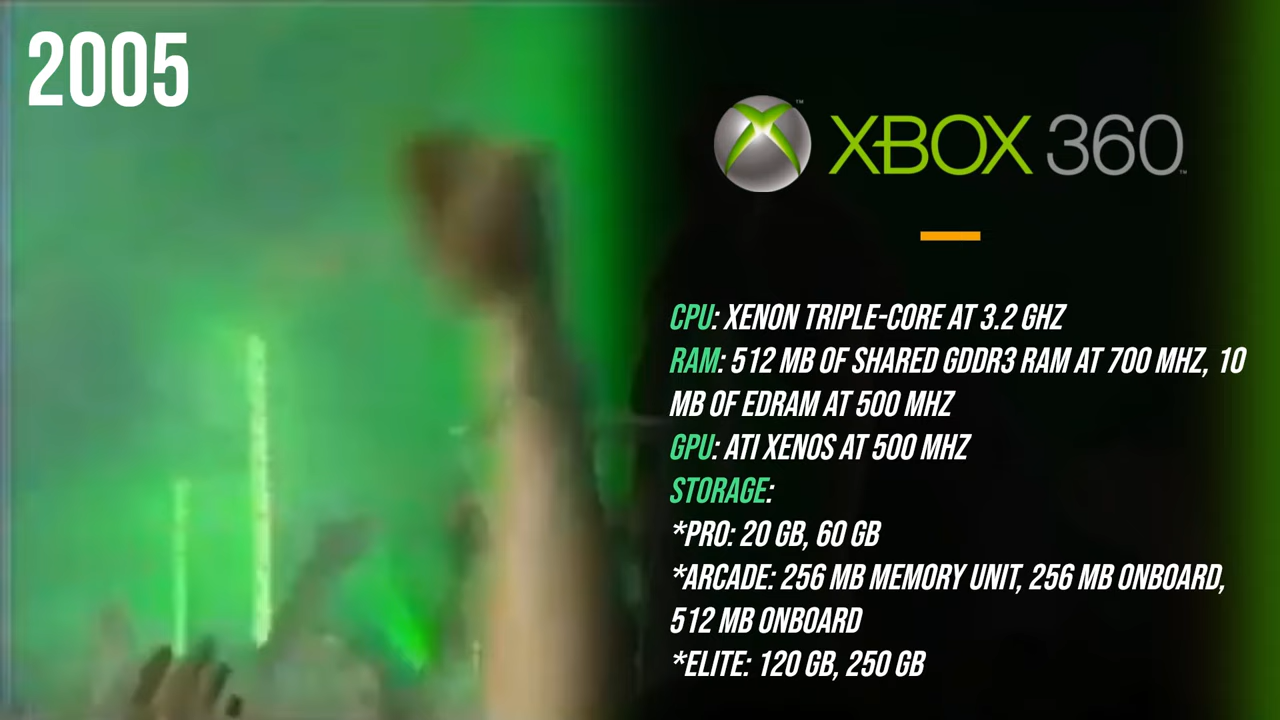 2005
XBOX 360™
CPU: XENON TRIPLE-CORE AT 3.2 GHZ
RAM: 512 MB OF SHARED GDDR3 RAM AT 700 MHZ, 10
MB OF EDRAM AT 500 MHZ
GPU: ATI XENOS AT 500 MHZ
STORAGE:
*PRO: 20 GB, 60 GB
*ARCADE: 256 MB MEMORY UNIT, 256 MB ONBOARD,
512 MB ONBOARD
*ELITE: 120 GB, 250 GB